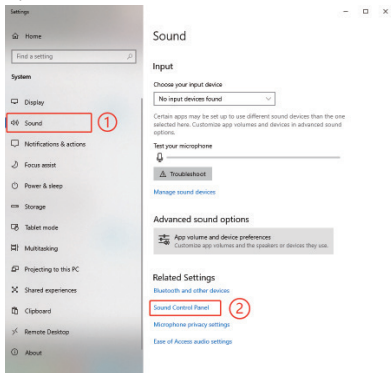 Settings
Home
Find a setting
System
Display
Sound
1
Notifications & actions
Focus assist
Power & sleep
Storage
Tablet mode
Multitasking
Projecting to this PC
Shared experiences
Clipboard
Remote Desktop
About
Sound
Input
Choose your input device
No input devices found
Certain apps may be set up to use different sound devices than the one
selected here. Customize app volumes and devices in advanced sound
options.
Test your microphone
Troubleshoot
Manage sound devices
Advanced sound options
App volume and device preferences
Customize app volumes and the speakers or devices they use.
Related Settings
Bluetooth and other devices
Sound Control Panel
2
Microphone privacy settings
Ease of Access audio settings